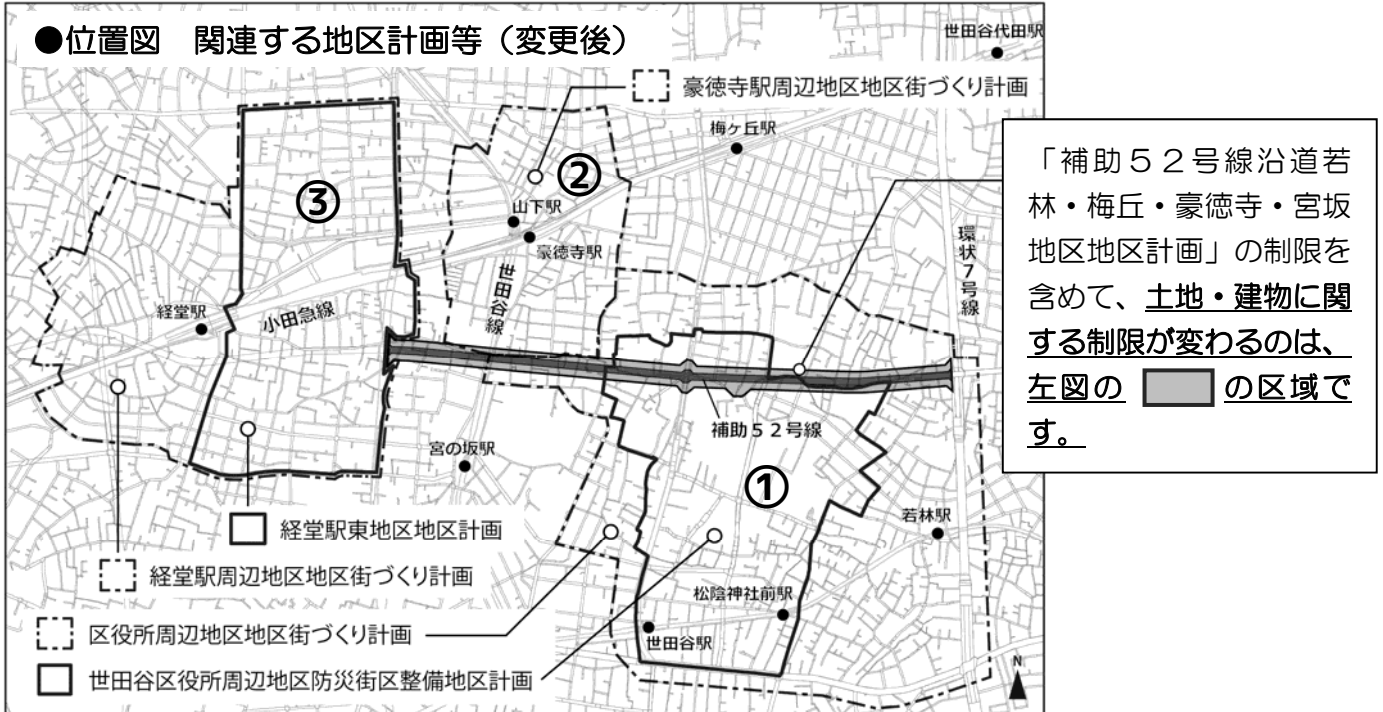 ●位置図 関連する地区計画等（変更後）
世田谷代田駅
豪徳寺駅周辺地区地区街づくり計画
梅ヶ丘駅
②
③
山下駅
豪徳寺駅
世田谷線
環状7号線
経堂駅
小田急線
補助５２号線
宮の坂駅
①
若林駅
経堂駅東地区地区計画
経堂駅周辺地区地区街づくり計画
松陰神社前駅
区役所周辺地区地区街づくり計画
世田谷駅
世田谷区役所周辺地区防災街区整備地区計画
N
「補助５２号線沿道若
林・梅丘・豪徳寺・宮坂
地区地区計画」の制限を
含めて、土地・建物に関
する制限が変わるのは、
左図の の区域で
す。